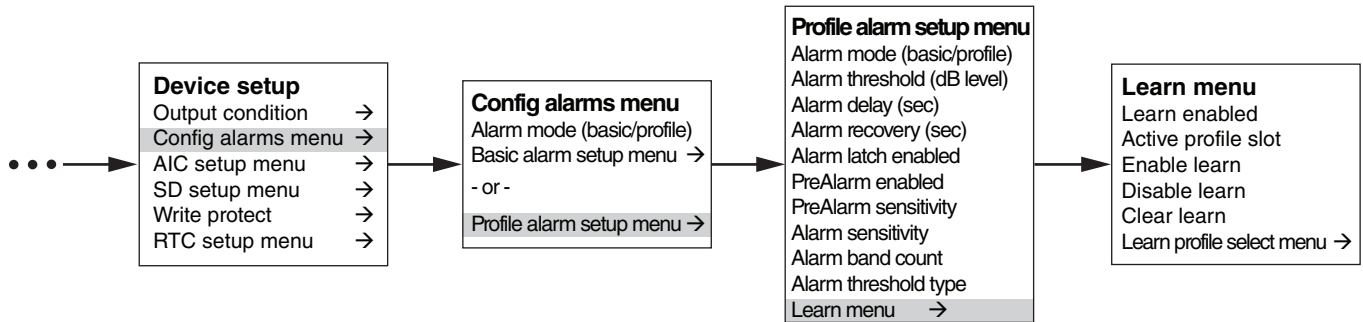 Device setup
Output condition →
Config alarms menu →
AIC setup menu →
SD setup menu →
Write protect →
RTC setup menu →
Config alarms menu
Alarm mode (basic/profile)
Basic alarm setup menu →
- or -
Profile alarm setup menu →
Profile alarm setup menu
Alarm mode (basic/profile)
Alarm threshold (dB level)
Alarm delay (sec)
Alarm recovery (sec)
Alarm latch enabled
PreAlarm enabled
PreAlarm sensitivity
Alarm sensitivity
Alarm band count
Alarm threshold type
Learn menu →
Learn menu
Learn enabled
Active profile slot
Enable learn
Disable learn
Clear learn
Learn profile select menu →